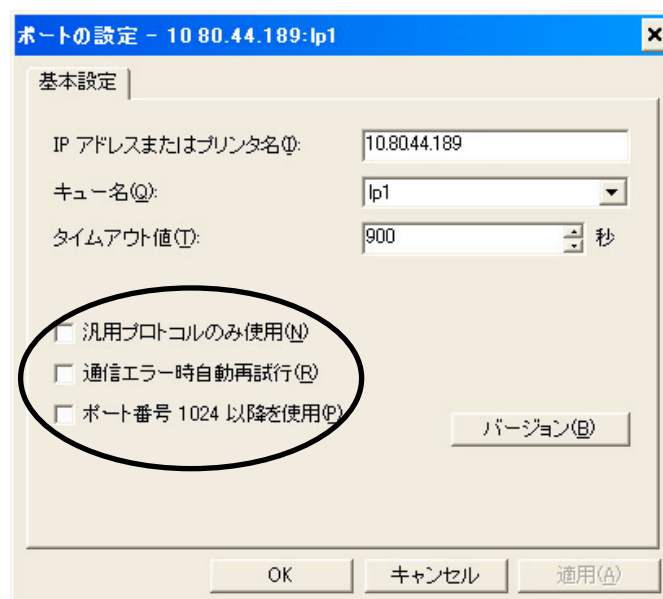 ポートの設定 - 10 80.44.189:lp1
基本設定
IP アドレスまたはプリンタ名(I): 10.80.44.189
キュー名(Q): lp1
タイムアウト値(T): 900 秒
汎用プロトコルのみ使用(N)
通信エラー時自動再試行(R)
ポート番号 1024 以降を使用(P)
バージョン(B)
OK キャンセル 適用(A)